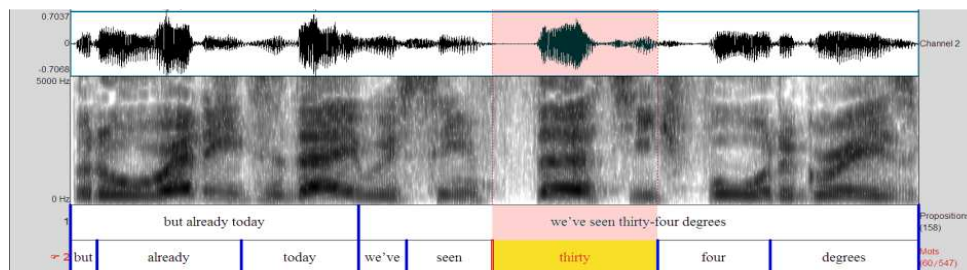 0.7037
0
-0.7068
Channel 2
5000 Hz
0 Hz
1 but already today we've seen thirty-four degrees Proposition
(158)
2 but already today we've seen thirty four degrees Mots
(60/547)